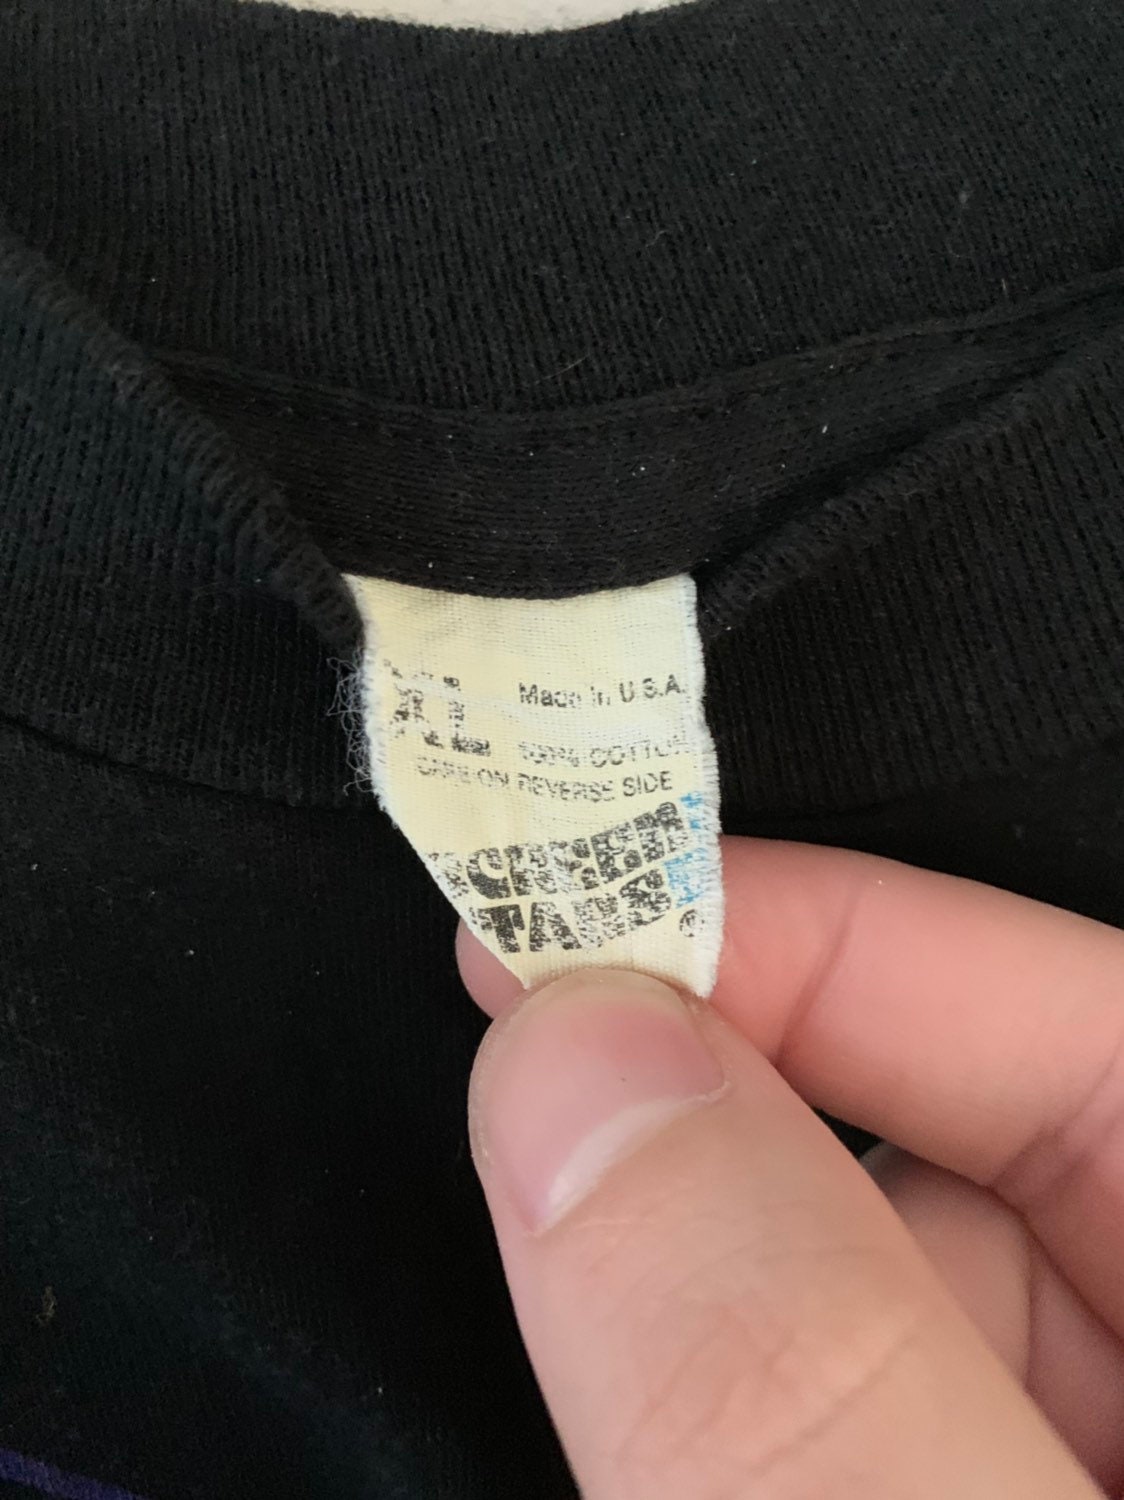 XL Made in U.S.A.
100% COTTON
CARE ON REVERSE SIDE
SCREEN
STARS ®